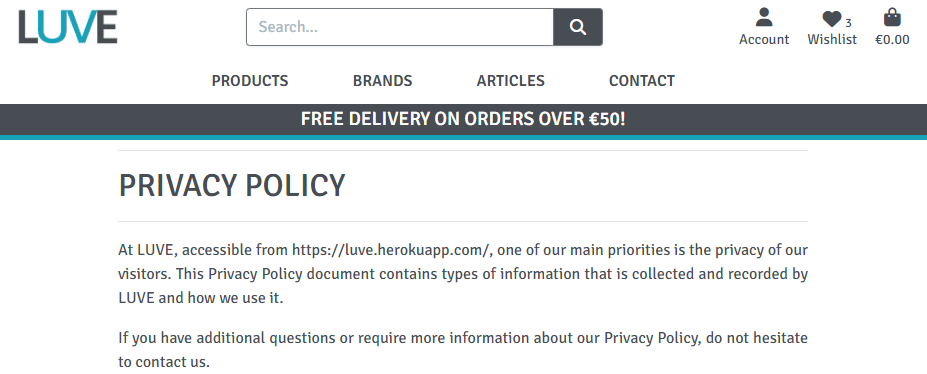 LUVE
Search...
3
Account
Wishlist
€0.00
PRODUCTS
BRANDS
ARTICLES
CONTACT
FREE DELIVERY ON ORDERS OVER €50!
PRIVACY POLICY
At LUVE, accessible from https://luve.herokuapp.com/, one of our main priorities is the privacy of our
visitors. This Privacy Policy document contains types of information that is collected and recorded by
LUVE and how we use it.
If you have additional questions or require more information about our Privacy Policy, do not hesitate
to contact us.